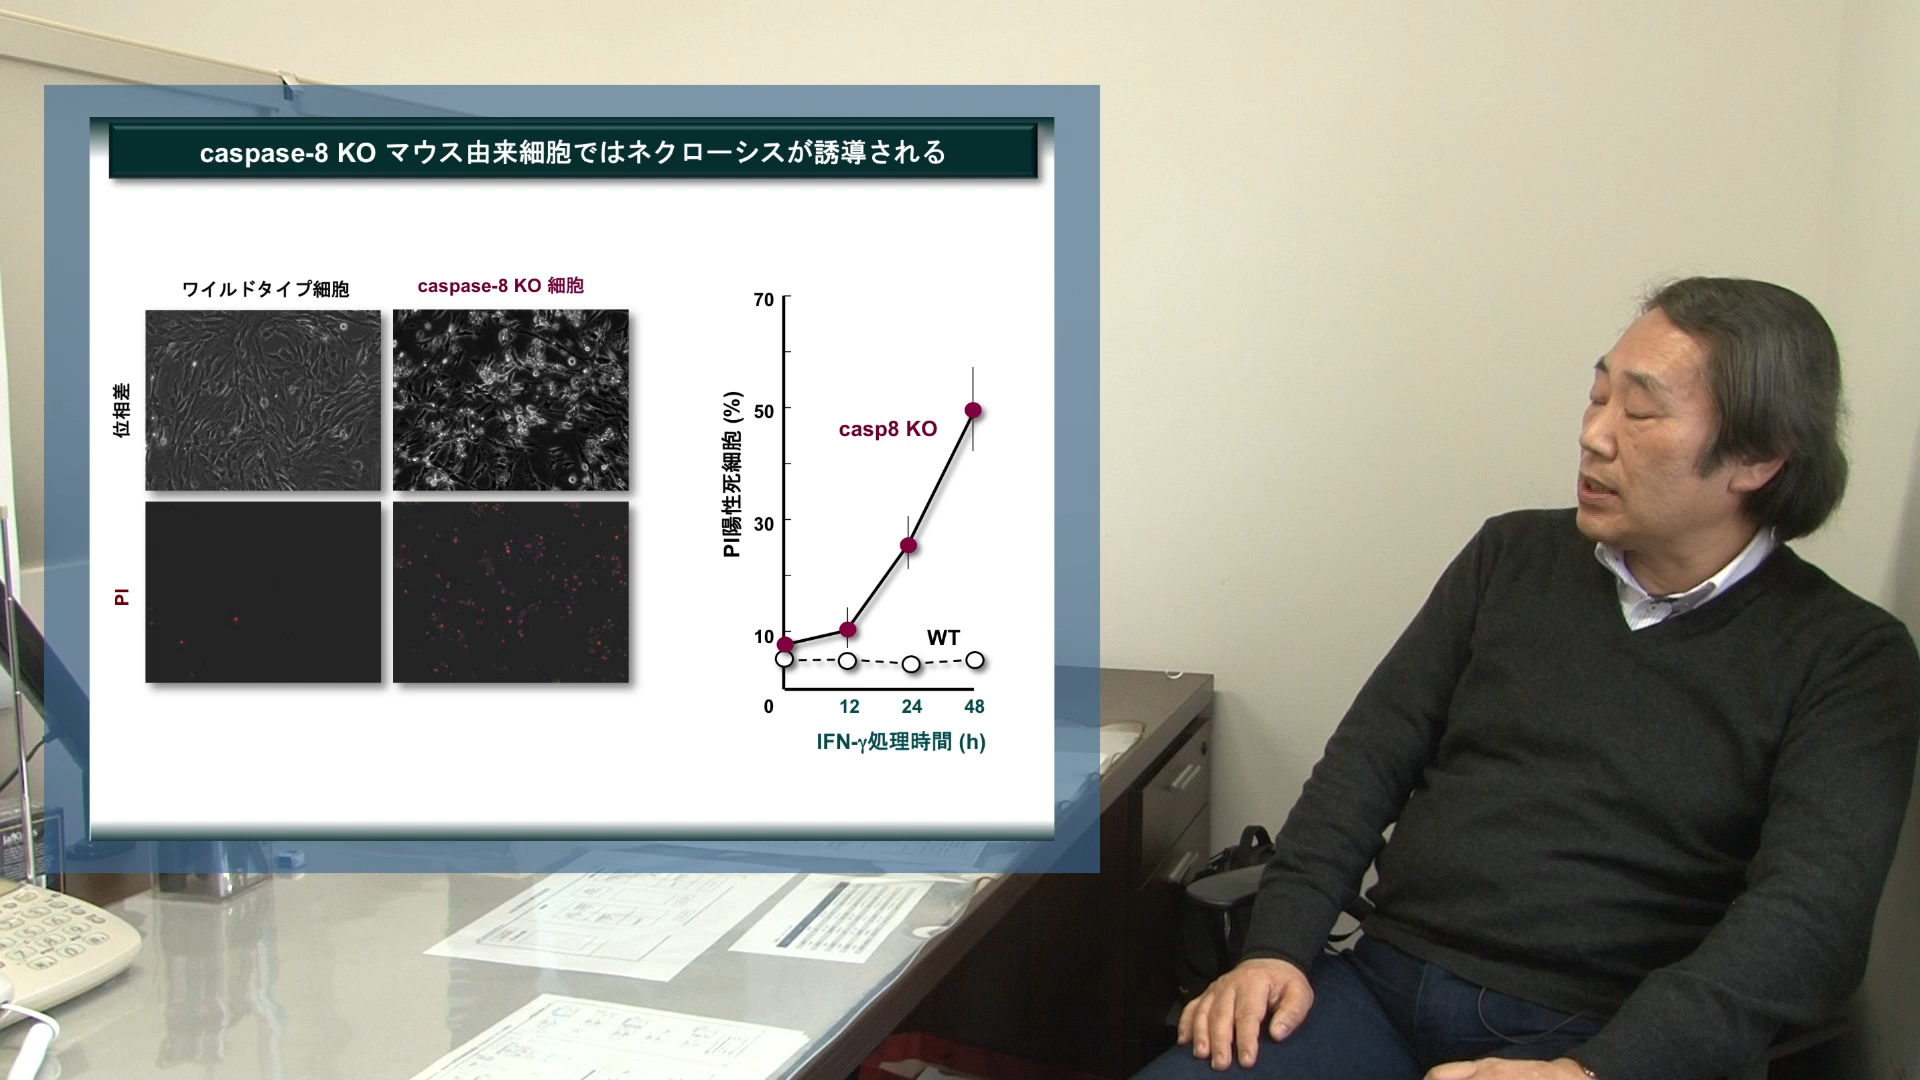 caspase-8 KO マウス由来細胞ではネクローシスが誘導される
ワイルドタイプ細胞
caspase-8 KO 細胞
位相差
PI
PI陽性死細胞 (%)
70
50
30
10
0
casp8 KO
WT
12
24
48
IFN-γ処理時間 (h)